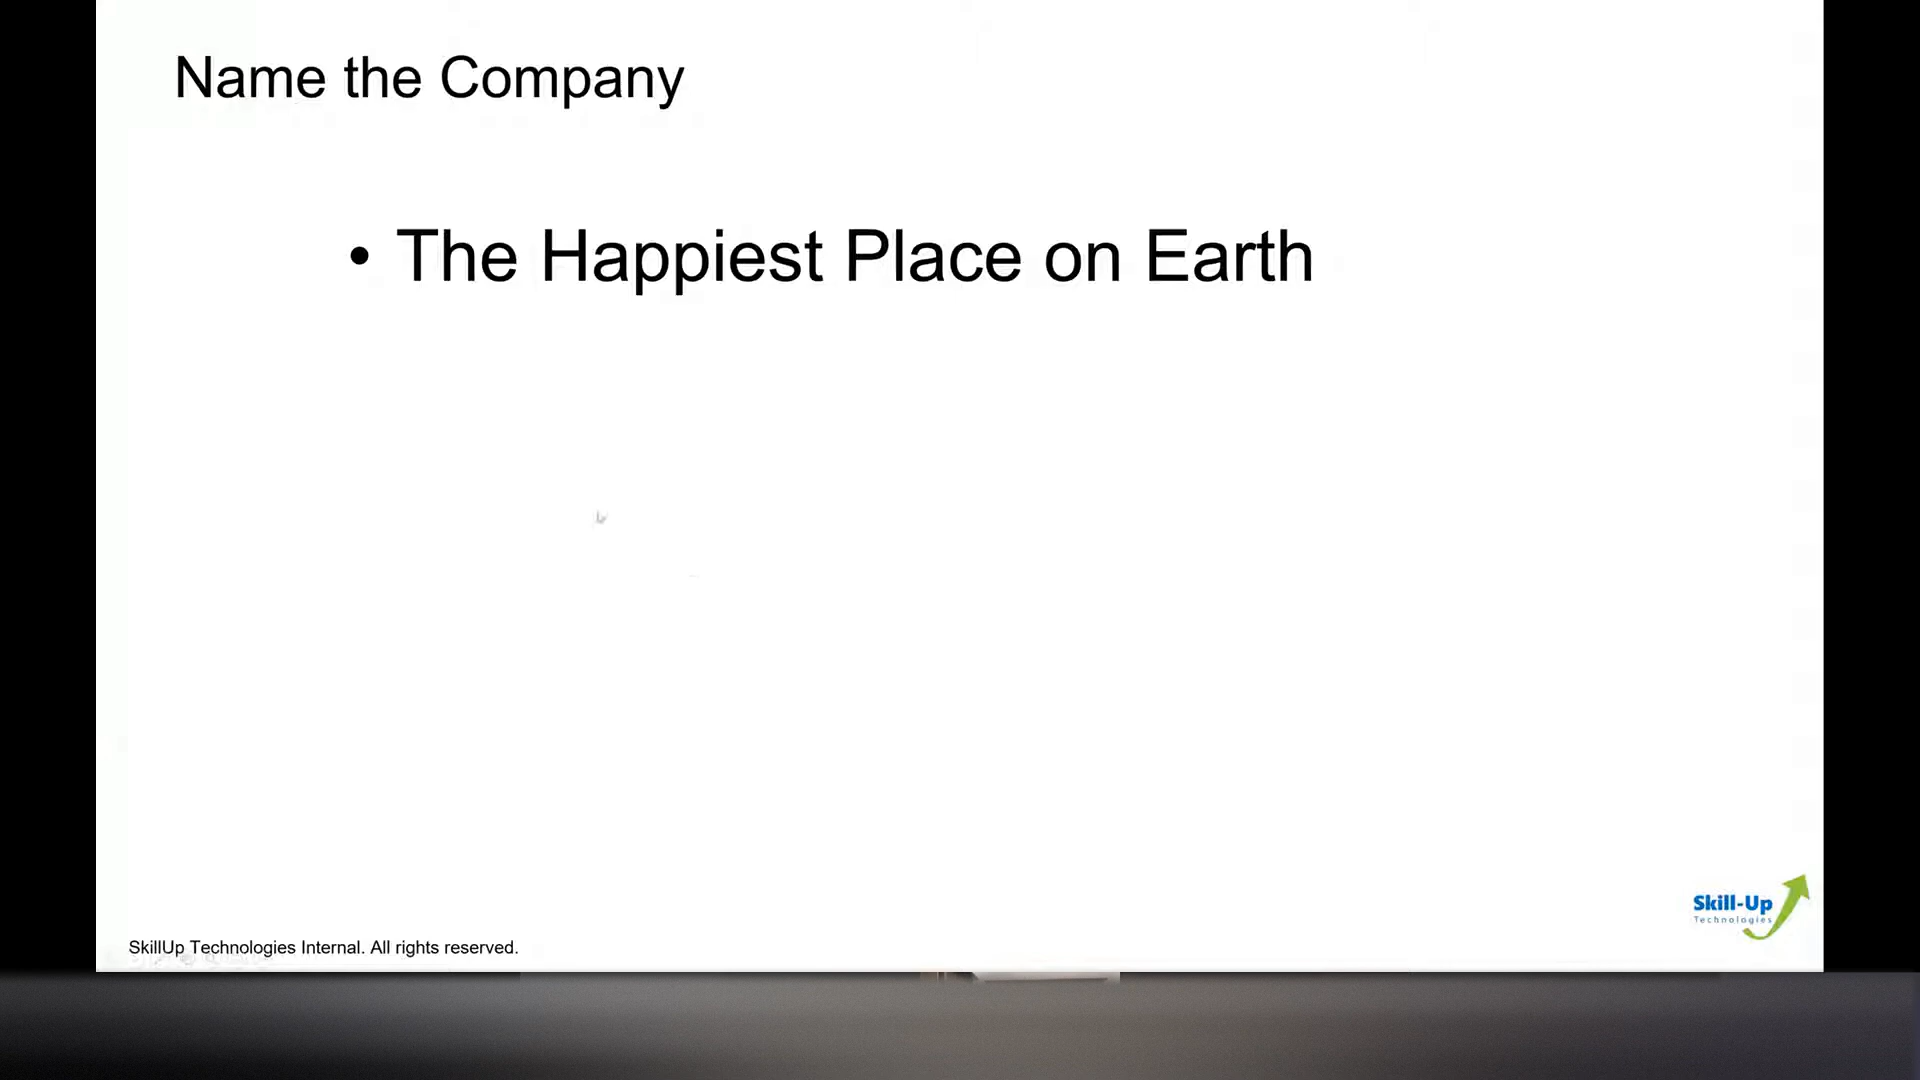 Name the Company
• The Happiest Place on Earth
Skill-Up
Technologies
SkillUp Technologies Internal. All rights reserved.